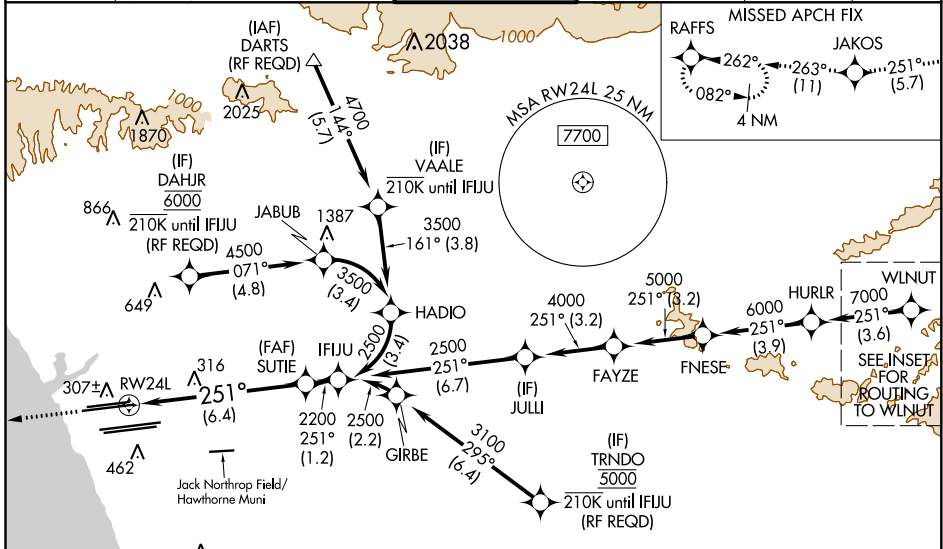 MISSED APCH FIX
RAFFS
JAKOS
262°
263°
(11)
251°
(5.7)
082°
4 NM
(IAF)
DARTS
(RF REQD)
2038
1000
2025
1000
1870
4700
144°
(5.7)
MSA RW24L 25 NM
7700
(IF)
VAALE
210K until IFIJU
3500
161° (3.8)
(IF)
DAHJR
6000
210K until IFIJU
(RF REQD)
866
649
JABUB
1387
4500
071°
(4.8)
3500
(3.4)
HADIO
2500
(3.4)
(FAF)
SUTIE
IFIJU
316
307±
RW24L
251°
(6.4)
462
Jack Northrop Field/
Hawthorne Muni
2200
251°
(1.2)
2500
(2.2)
GIRBE
2500
251°
(6.7)
(IF)
JULLI
4000
251° (3.2)
FAYZE
5000
251° (3.2)
FNESE
6000
251°
(3.9)
HURLR
7000
251°
(3.6)
WLNUT
SEE INSET
FOR
ROUTING
TO WLNUT
3100
295°
(6.4)
(IF)
TRNDO
5000
210K until IFIJU
(RF REQD)